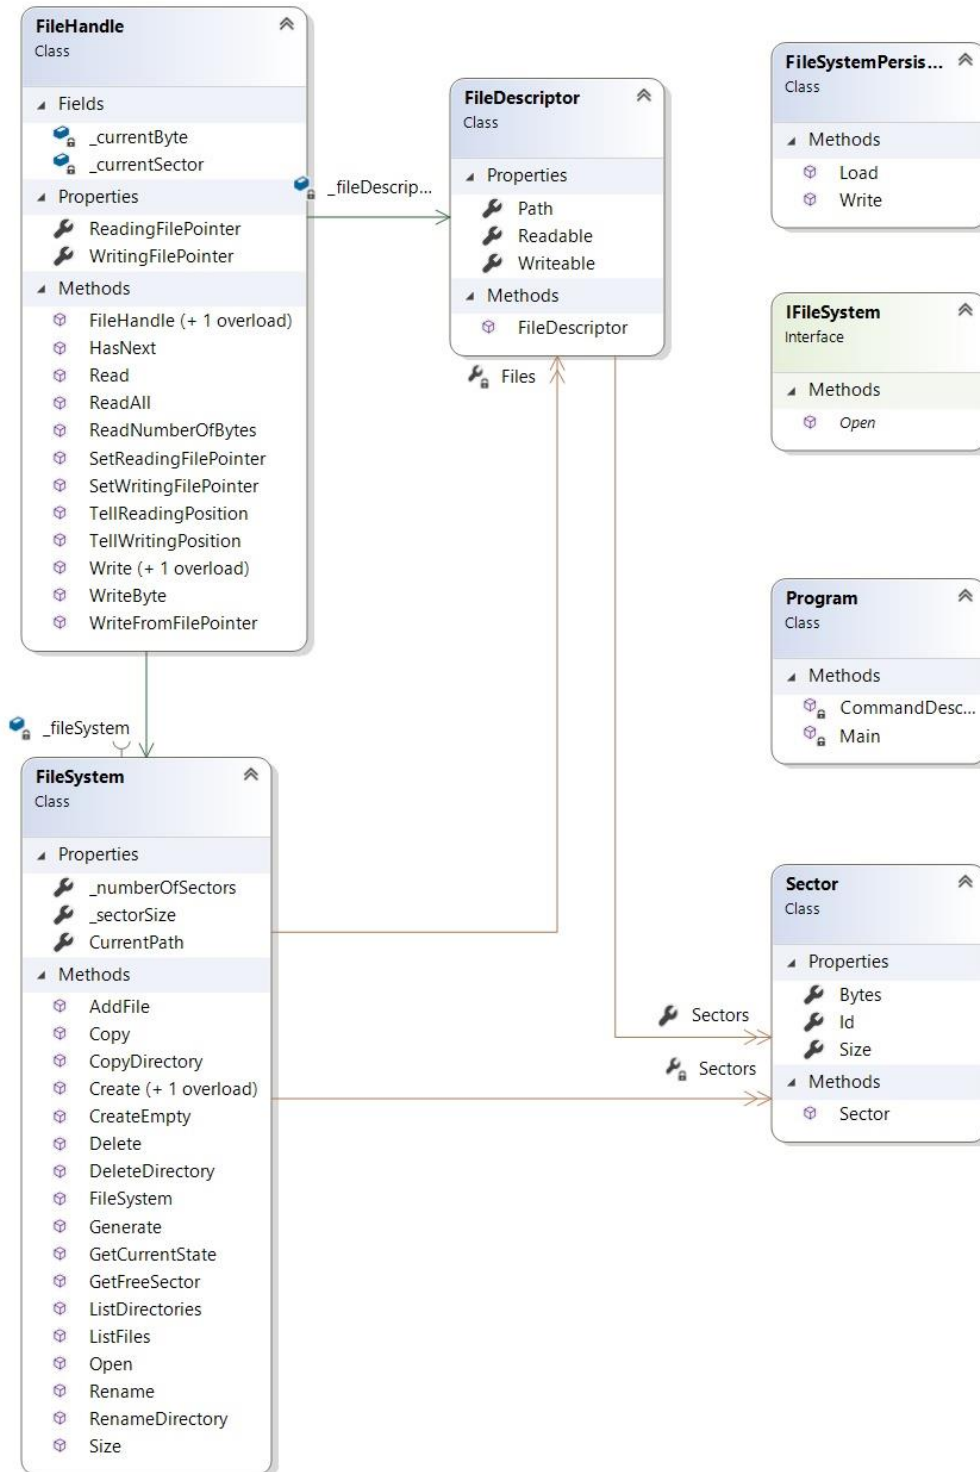 FileHandle
Class
Fields
_currentByte
_currentSector
Properties
ReadingFilePointer
WritingFilePointer
Methods
FileHandle (+ 1 overload)
HasNext
Read
ReadAll
ReadNumberOfBytes
SetReadingFilePointer
SetWritingFilePointer
TellReadingPosition
TellWritingPosition
Write (+ 1 overload)
WriteByte
WriteFromFilePointer
_fileDescrip...
FileDescriptor
Class
Properties
Path
Readable
Writeable
Methods
FileDescriptor
Files
FileSystemPersis...
Class
Methods
Load
Write
IFileSystem
Interface
Methods
Open
Program
Class
Methods
CommandDesc...
Main
_fileSystem
FileSystem
Class
Properties
_numberOfSectors
_sectorSize
CurrentPath
Methods
AddFile
Copy
CopyDirectory
Create (+ 1 overload)
CreateEmpty
Delete
DeleteDirectory
FileSystem
Generate
GetCurrentState
GetFreeSector
ListDirectories
ListFiles
Open
Rename
RenameDirectory
Size
Sectors
Sectors
Sector
Class
Properties
Bytes
Id
Size
Methods
Sector